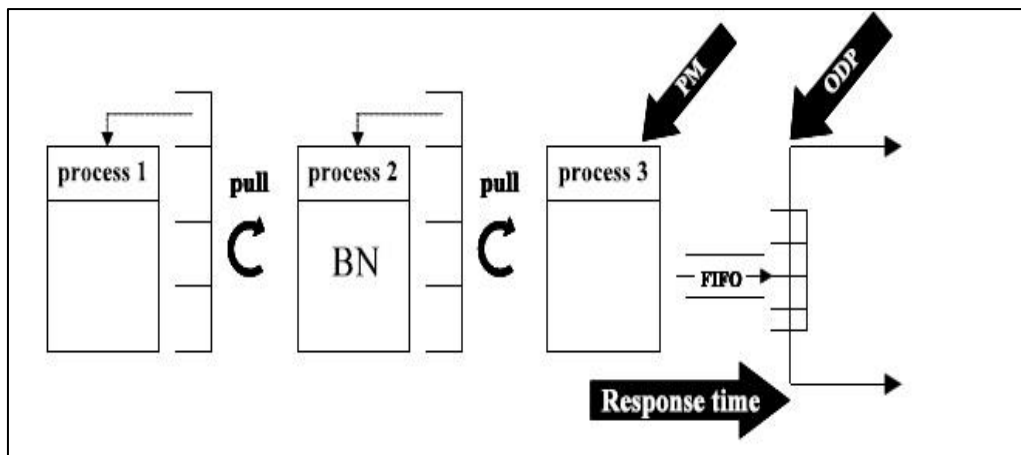 PM
ODP
process 1
pull
process 2
pull
process 3
BN
FIFO
Response time